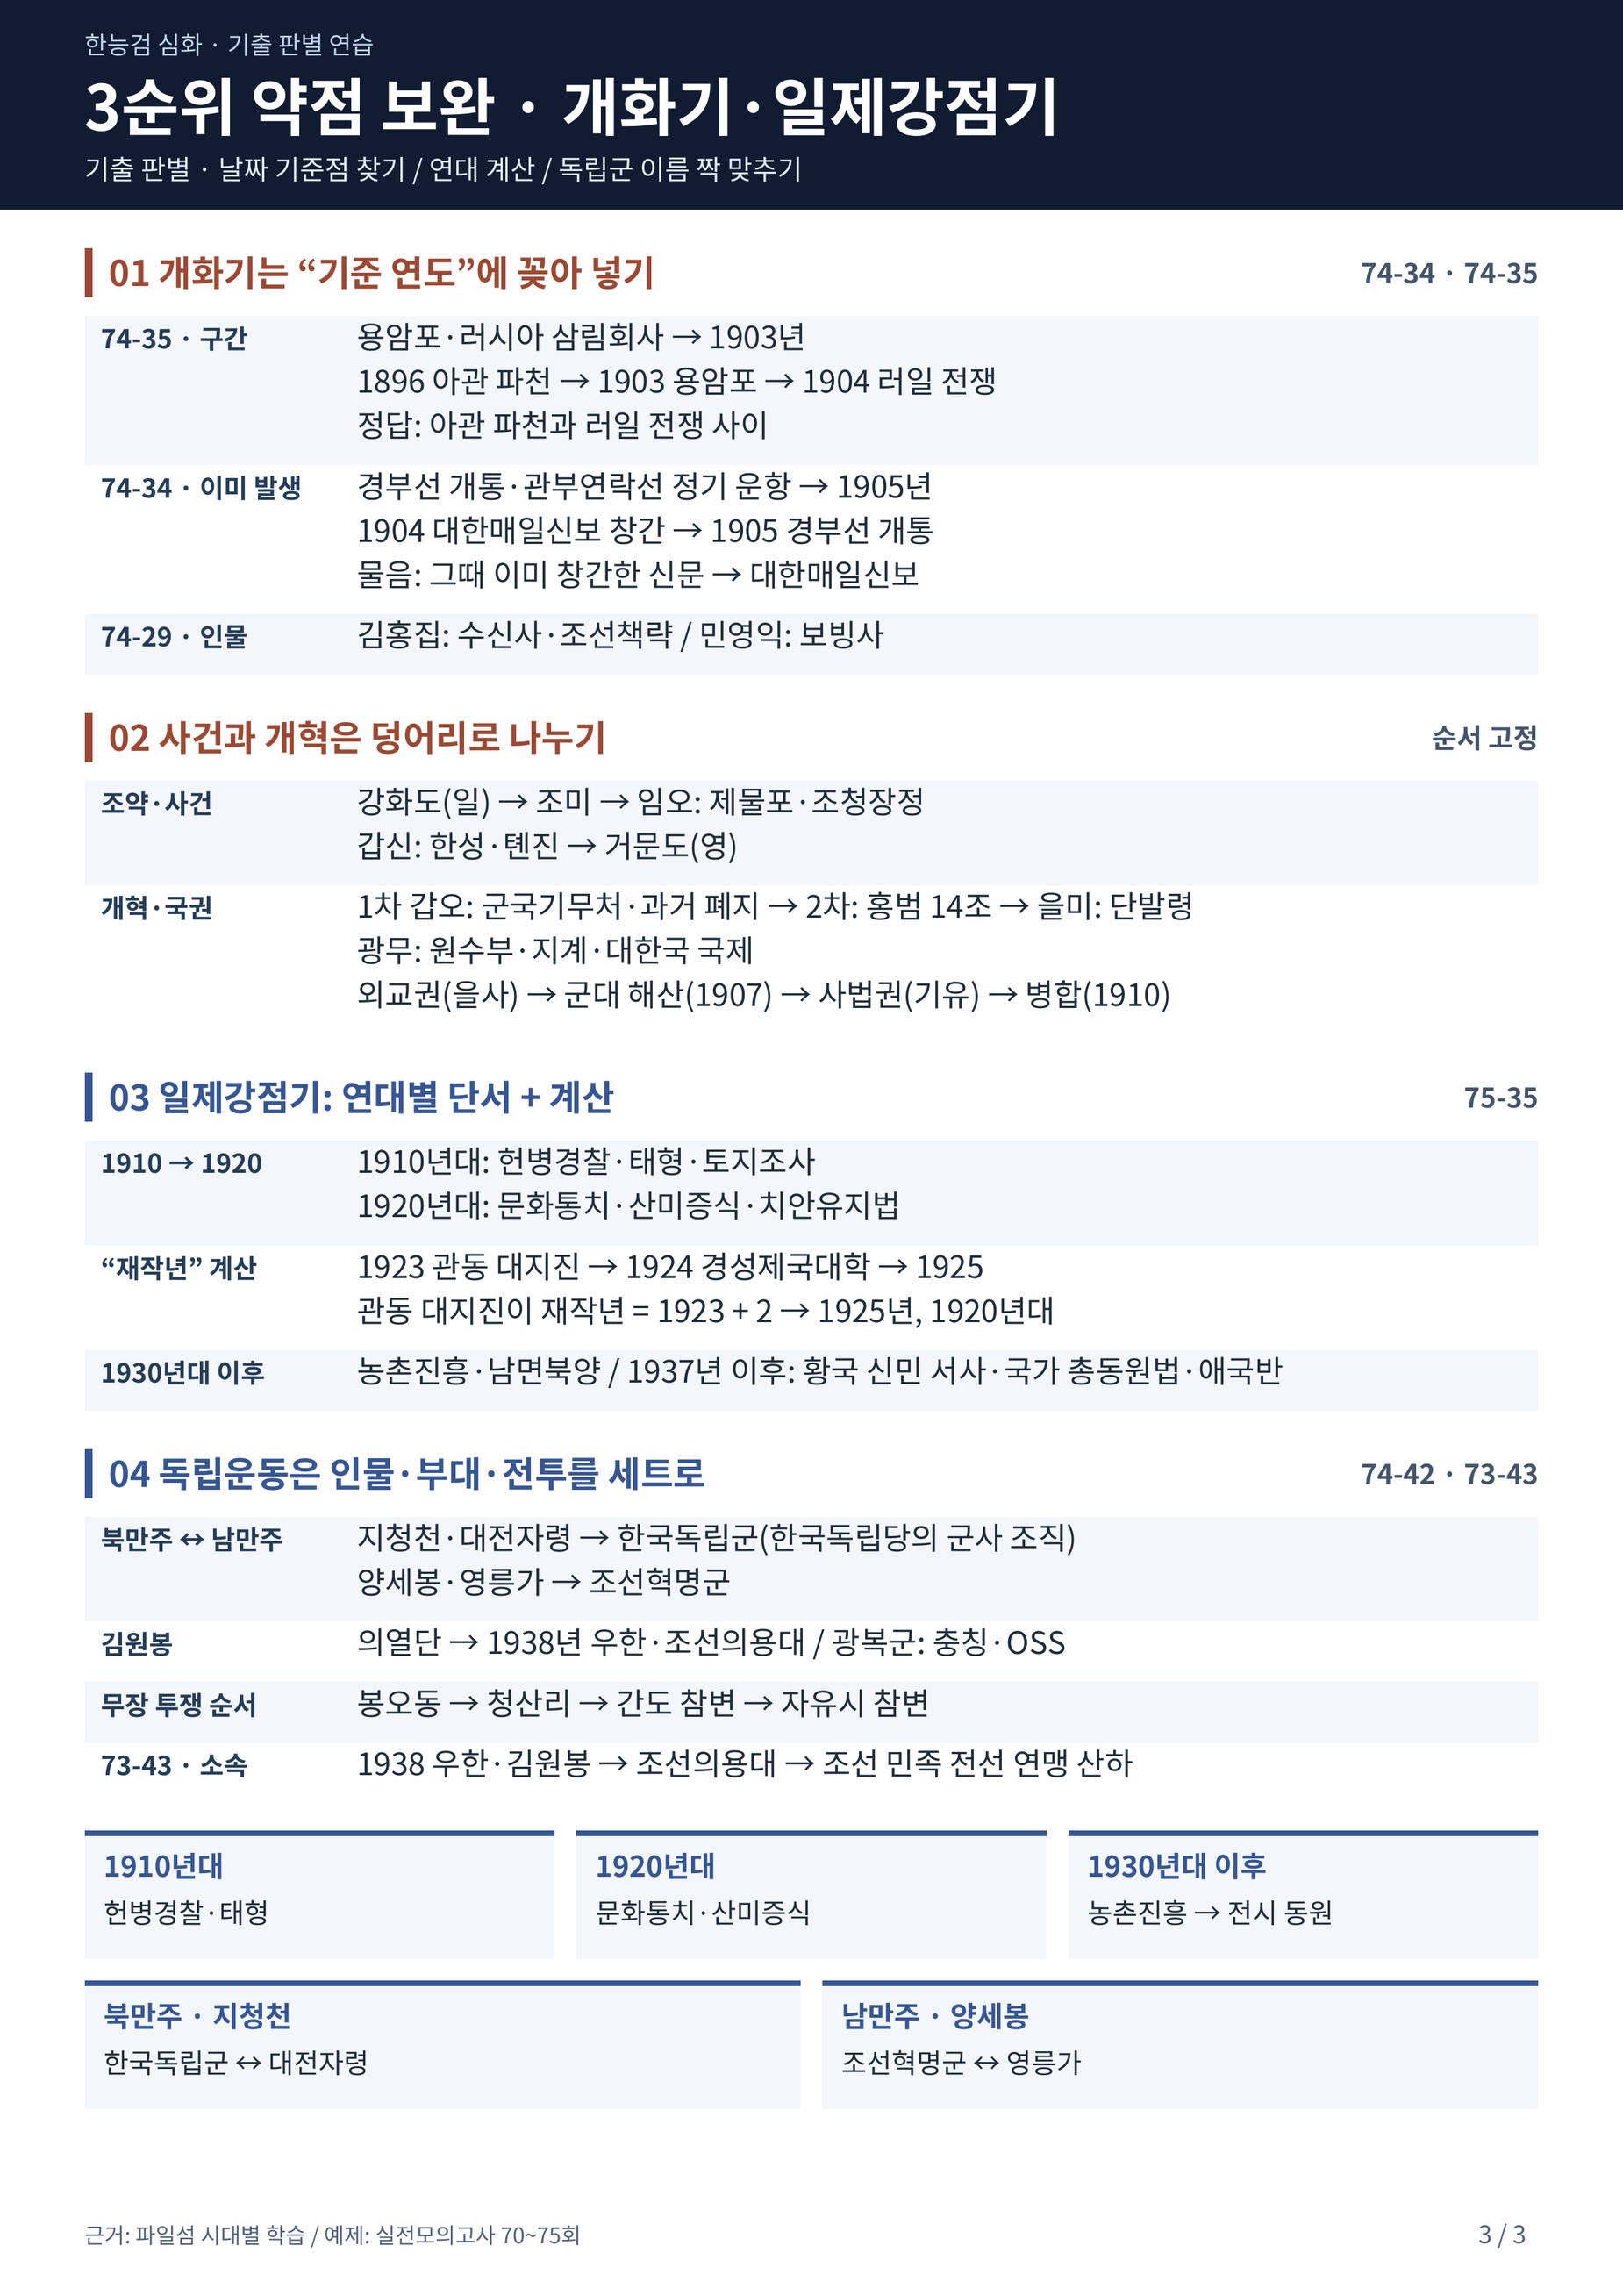 한능검 심화 · 기출 판별 연습
3순위 약점 보완 · 개화기·일제강점기
기출 판별 · 날짜 기준점 찾기 / 연대 계산 / 독립군 이름 짝 맞추기
01 개화기는 “기준 연도”에 꽂아 넣기
74-34 · 74-35
74-35 · 구간
용암포·러시아 삼림회사 → 1903년
1896 아관 파천 → 1903 용암포 → 1904 러일 전쟁
정답: 아관 파천과 러일 전쟁 사이
74-34 · 이미 발생
경부선 개통·관부연락선 정기 운항 → 1905년
1904 대한매일신보 창간 → 1905 경부선 개통
물음: 그때 이미 창간한 신문 → 대한매일신보
74-29 · 인물
김홍집: 수신사·조선책략 / 민영익: 보빙사
02 사건과 개혁은 덩어리로 나누기
순서 고정
조약·사건
강화도(일) → 조미 → 임오: 제물포·조청장정
갑신: 한성·톈진 → 거문도(영)
개혁·국권
1차 갑오: 군국기무처·과거 폐지 → 2차: 홍범 14조 → 을미: 단발령
광무: 원수부·지계·대한국 국제
외교권(을사) → 군대 해산(1907) → 사법권(기유) → 병합(1910)
03 일제강점기: 연대별 단서 + 계산
75-35
1910 → 1920
1910년대: 헌병경찰·태형·토지조사
1920년대: 문화통치·산미증식·치안유지법
“재작년” 계산
1923 관동 대지진 → 1924 경성제국대학 → 1925
관동 대지진이 재작년 = 1923 + 2 → 1925년, 1920년대
1930년대 이후
농촌진흥·남면북양 / 1937년 이후: 황국 신민 서사·국가 총동원법·애국반
04 독립운동은 인물·부대·전투를 세트로
74-42 · 73-43
북만주 ↔ 남만주
지청천·대전자령 → 한국독립군(한국독립당의 군사 조직)
양세봉·영릉가 → 조선혁명군
김원봉
의열단 → 1938년 우한·조선의용대 / 광복군: 충칭·OSS
무장 투쟁 순서
봉오동 → 청산리 → 간도 참변 → 자유시 참변
73-43 · 소속
1938 우한·김원봉 → 조선의용대 → 조선 민족 전선 연맹 산하
1910년대
헌병경찰·태형
1920년대
문화통치·산미증식
1930년대 이후
농촌진흥 → 전시 동원
북만주 · 지청천
한국독립군 ↔ 대전자령
남만주 · 양세봉
조선혁명군 ↔ 영릉가
근거: 파일섬 시대별 학습 / 예제: 실전모의고사 70~75회
3 / 3